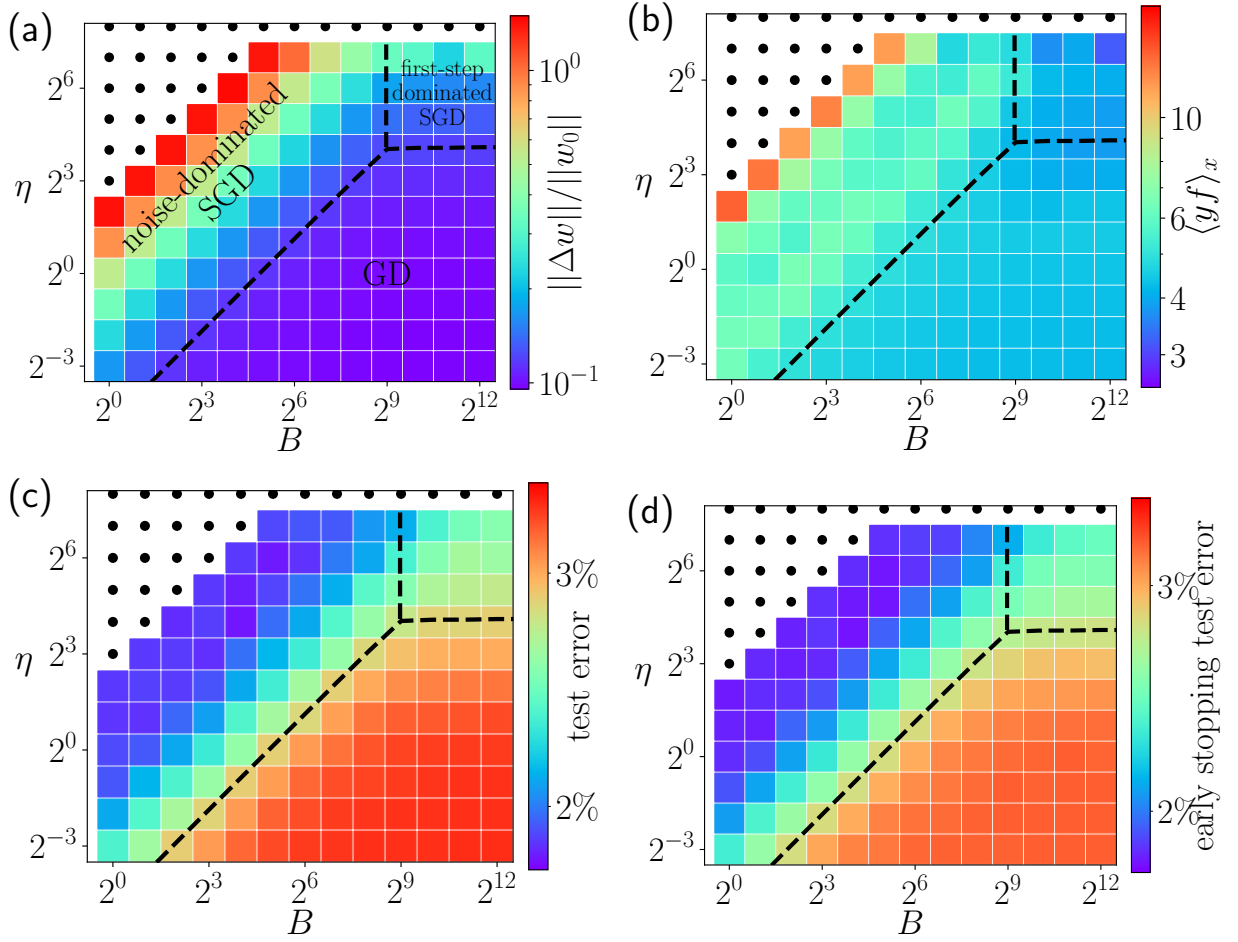 (a)
η
2^6
2^3
2^0
2^{-3}
2^0 2^3 2^6 2^9 2^12
B
noise-dominated
SGD
first-step
dominated
SGD
GD
10^0
10^{-1}
||Δw||/||w_0||
(b)
η
2^6
2^3
2^0
2^{-3}
2^0 2^3 2^6 2^9 2^12
B
10
6
4
3
⟨yf⟩_x
(c)
η
2^6
2^3
2^0
2^{-3}
2^0 2^3 2^6 2^9 2^12
B
3%
2%
test error
(d)
η
2^6
2^3
2^0
2^{-3}
2^0 2^3 2^6 2^9 2^12
B
3%
2%
early stopping test error